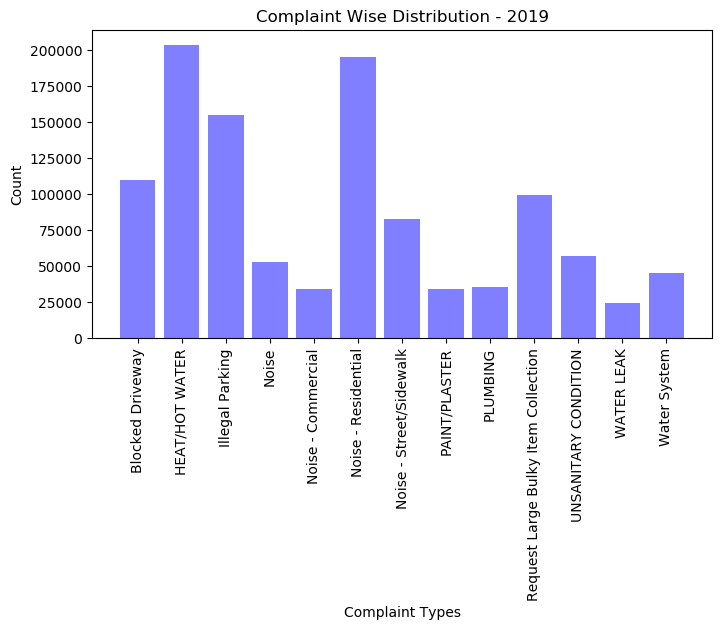 Complaint Wise Distribution - 2019
Count
200000
175000
150000
125000
100000
75000
50000
25000
0
Blocked Driveway
HEAT/HOT WATER
Illegal Parking
Noise
Noise - Commercial
Noise - Residential
Noise - Street/Sidewalk
PAINT/PLASTER
PLUMBING
Request Large Bulky Item Collection
UNSANITARY CONDITION
WATER LEAK
Water System
Complaint Types